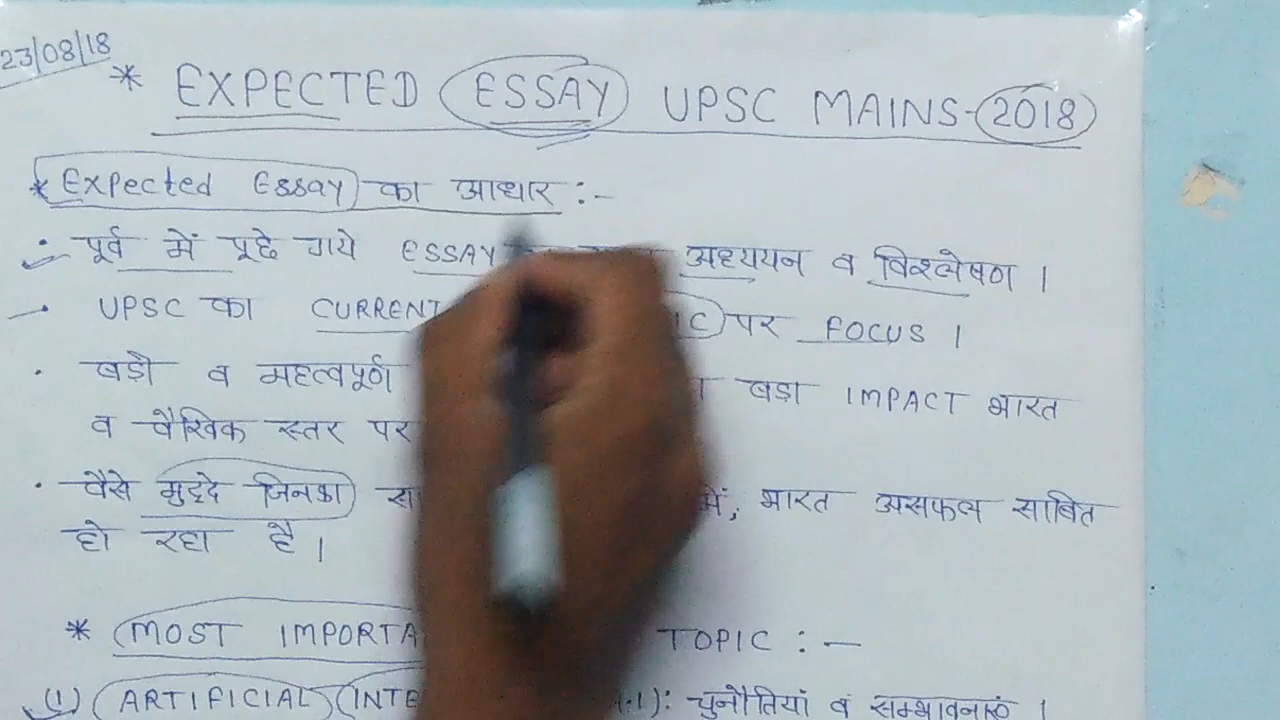 23/08/18
* EXPECTED ESSAY UPSC MAINS-2018
* Expected Essay का आधार :-
• पूर्व में पूछे गये ESSAY अध्ययन व विश्लेषण ।
UPSC का CURRENT IC पर FOCUS ।
• बड़ी व महत्वपूर्ण बड़ा IMPACT भारत
व वैश्विक स्तर पर
• वैसे मुद्दे जिनका में, भारत असफल साबित
हो रहा है ।
* MOST IMPORTA TOPIC : —
(1) ARTIFICIAL INTE .I): चुनौतियां व सम्भावनाएं ।